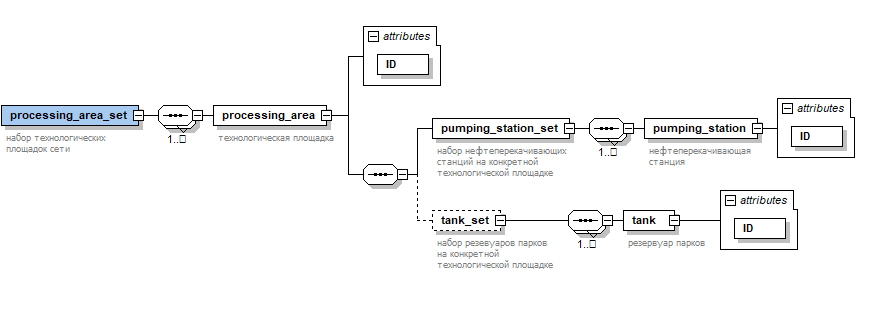 attributes
ID
processing_area_set
набор технологических
площадок сети
1..
processing_area
технологическая площадка
pumping_station_set
набор нефтеперекачивающих
станций на конкретной
технологической площадке
1..
pumping_station
нефтеперекачивающая
станция
attributes
ID
tank_set
набор резевуаров парков
на конкретной
технологической площадке
1..
tank
резервуар парков
attributes
ID